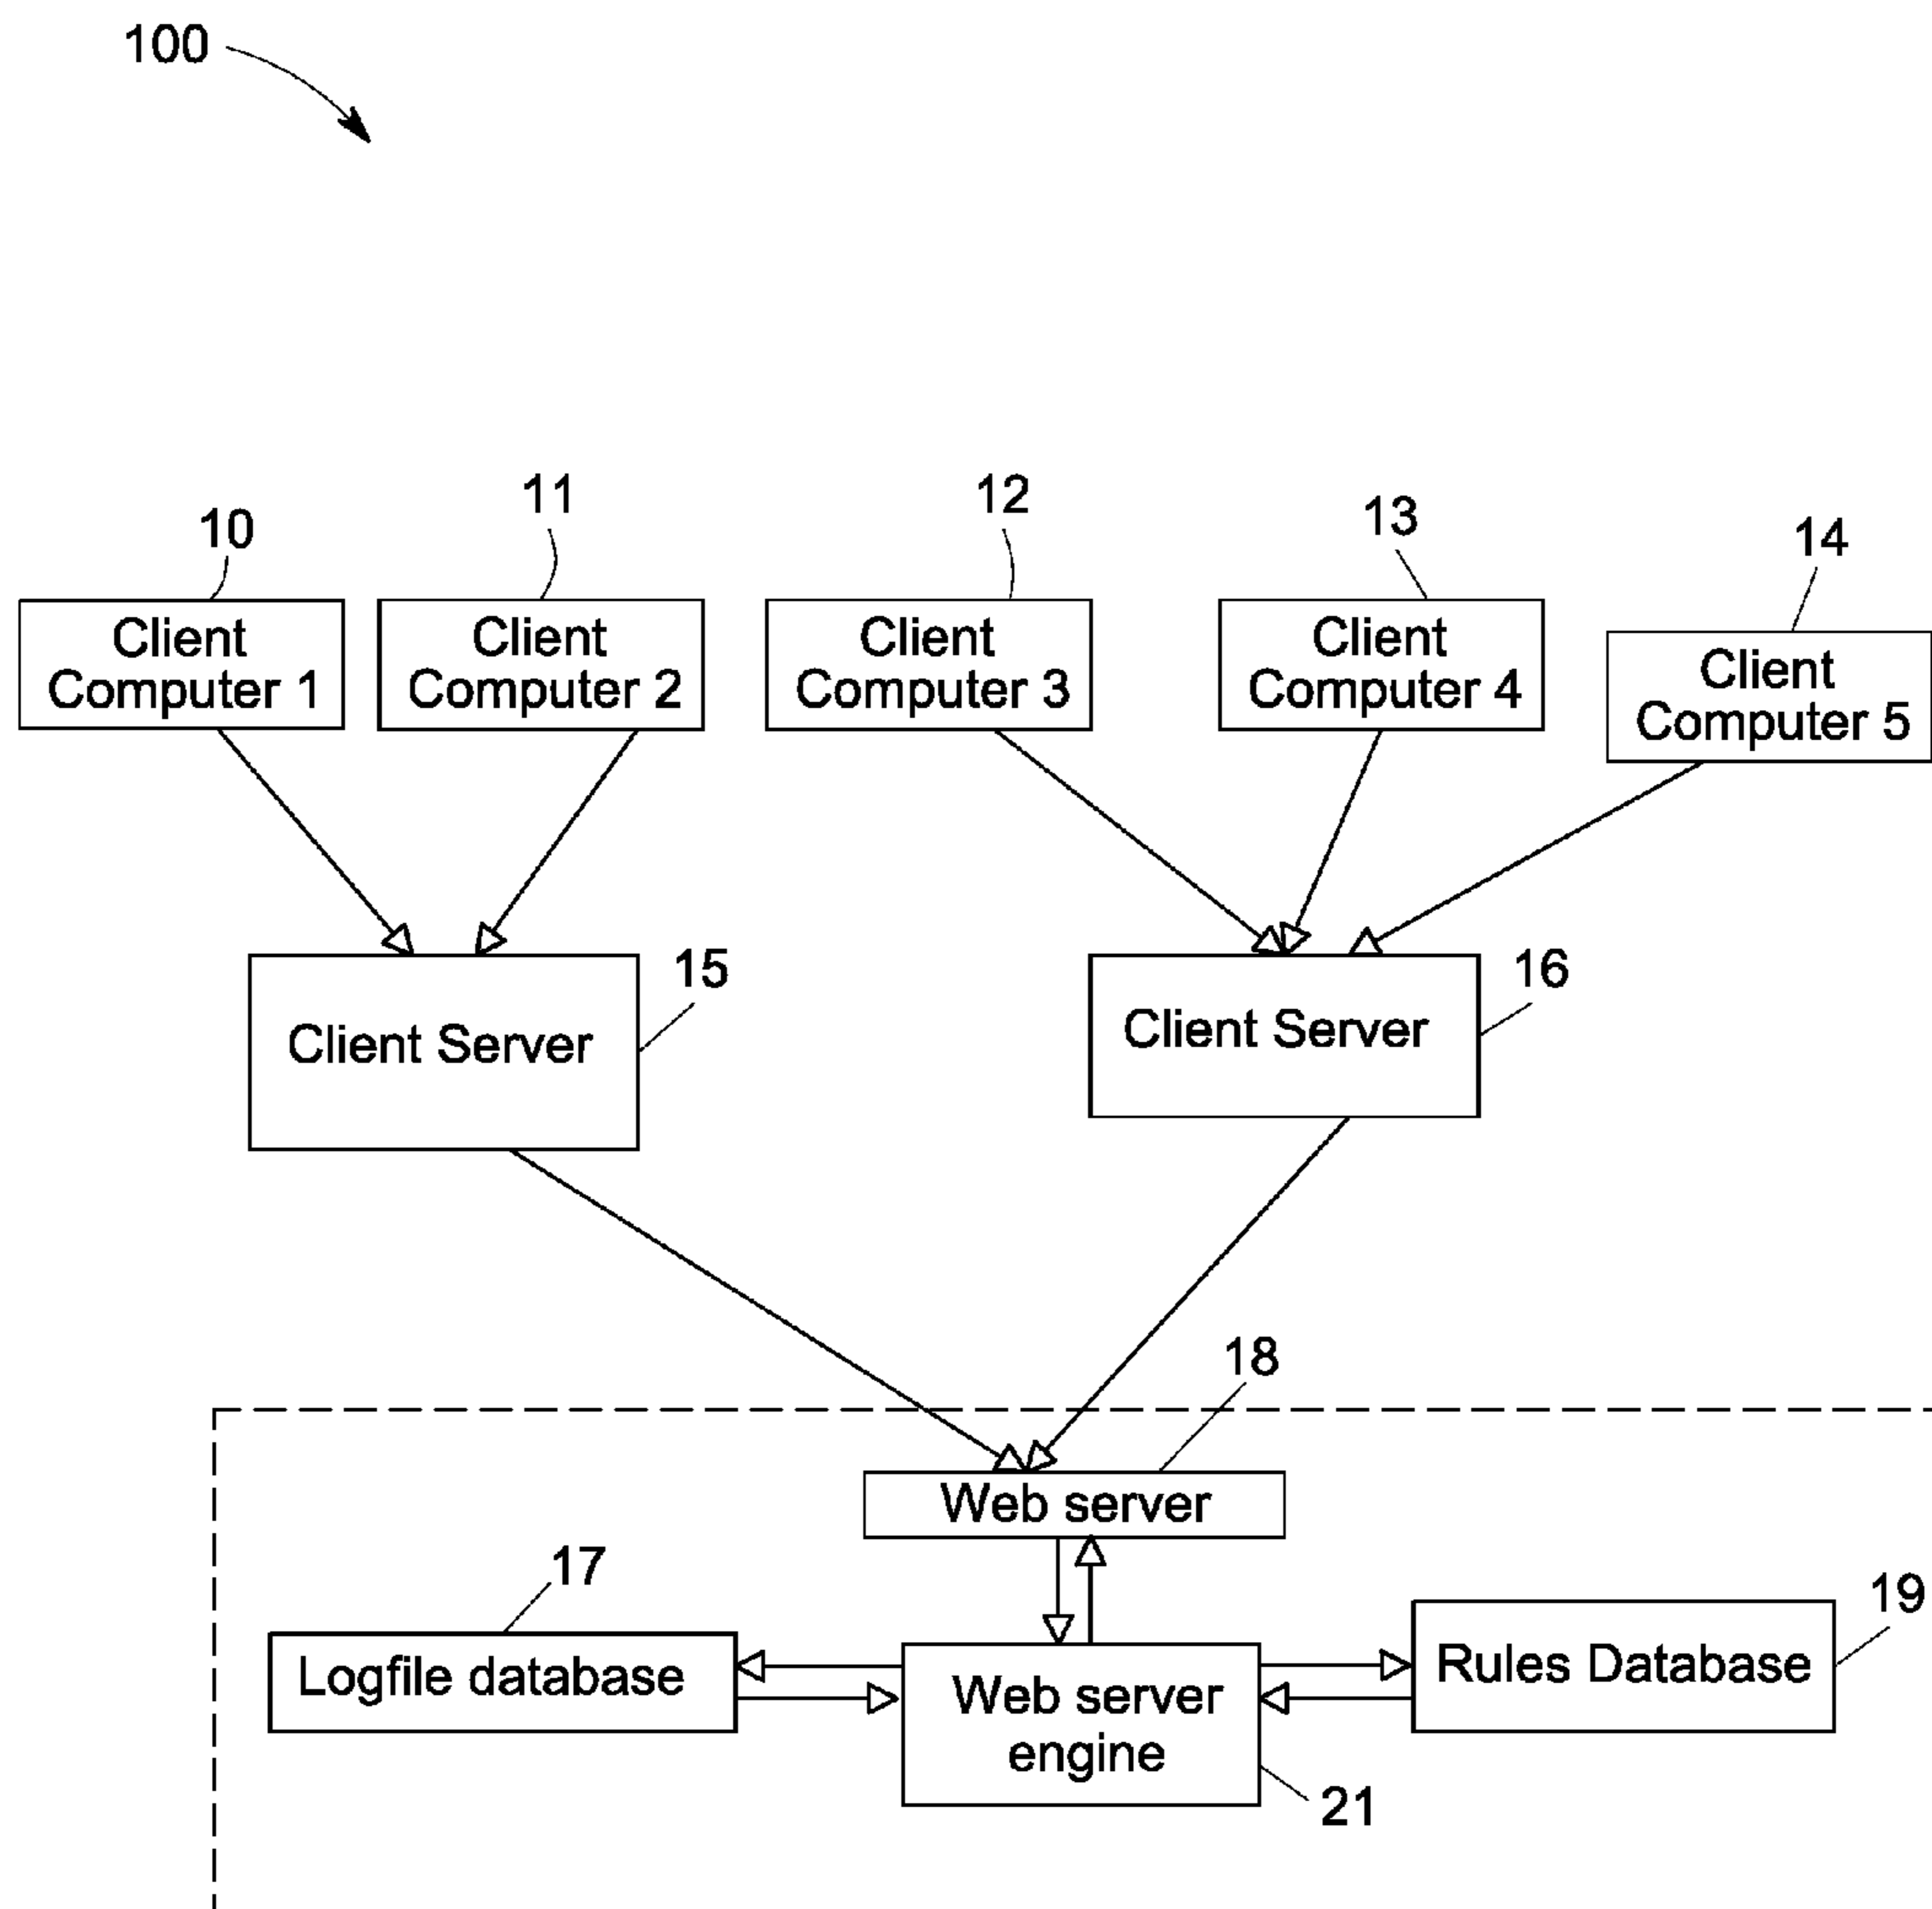 100
10
11
12
13
14
Client
Computer 1
Client
Computer 2
Client
Computer 3
Client
Computer 4
Client
Computer 5
15
16
Client Server
Client Server
18
Web server
17
19
Logfile database
Web server
engine
Rules Database
21